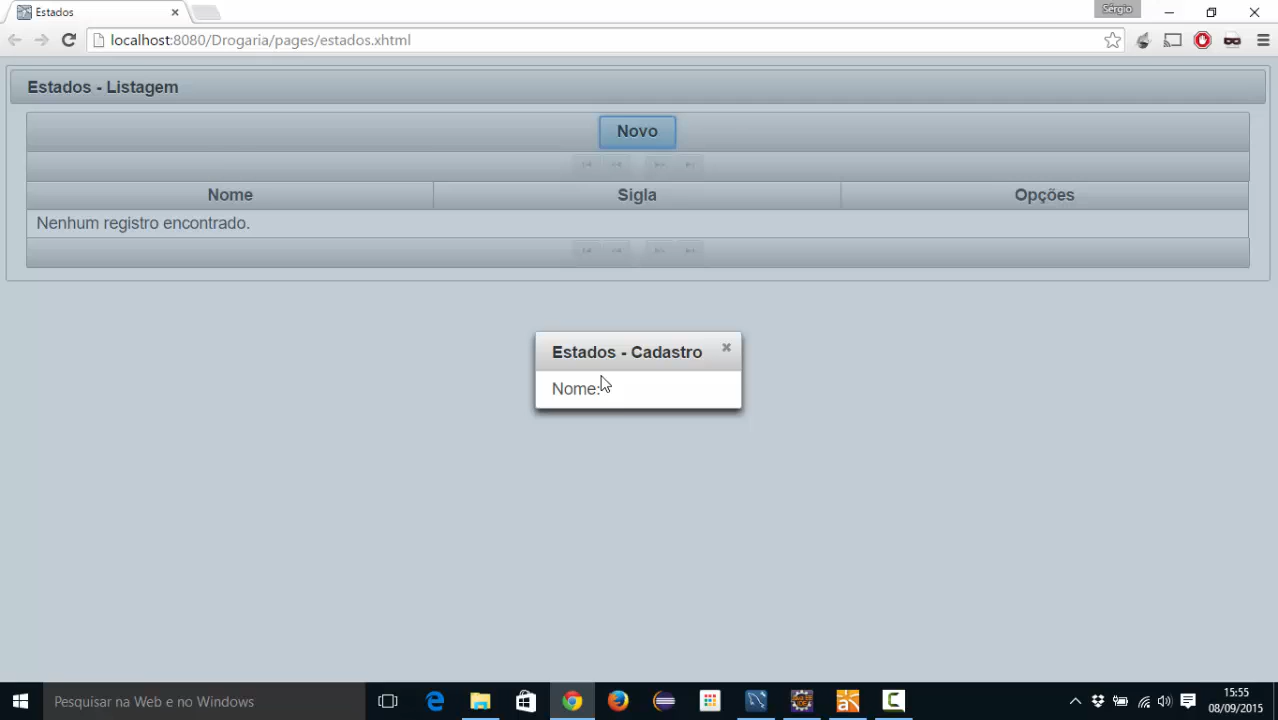 Estados
Sérgio
localhost:8080/Drogaria/pages/estados.xhtml
Estados - Listagem
Novo
Nome Sigla Opções
Nenhum registro encontrado.
Estados - Cadastro
Nome:
Pesquisar na Web e no Windows
15:55
08/09/2015